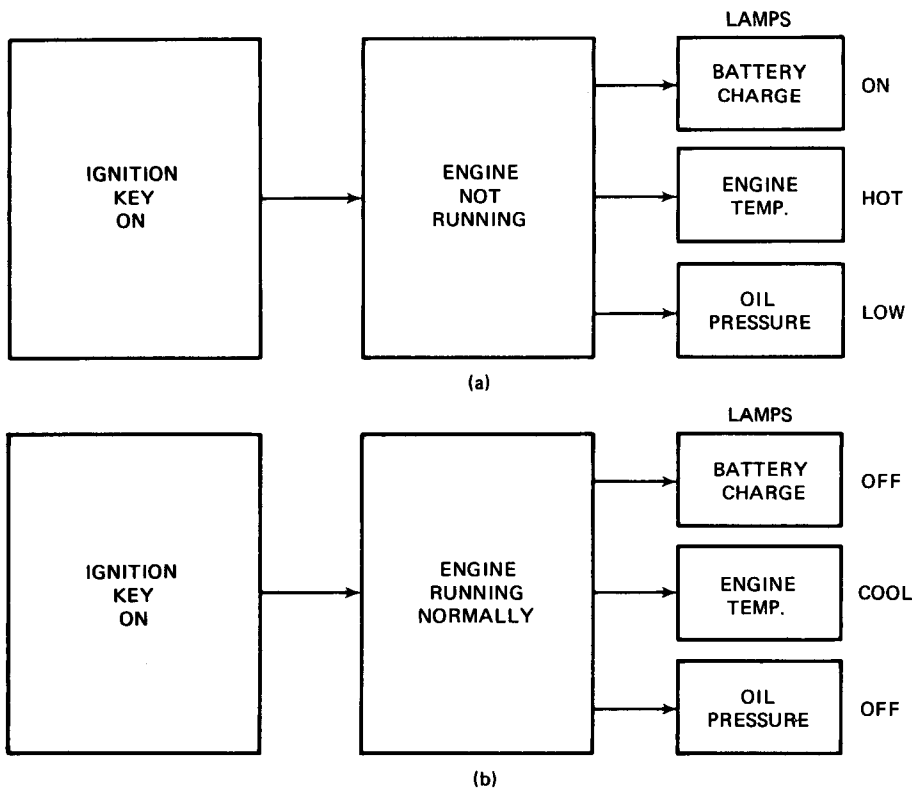 LAMPS
IGNITION
KEY
ON
ENGINE
NOT
RUNNING
BATTERY
CHARGE
ON
ENGINE
TEMP.
HOT
OIL
PRESSURE
LOW
(a)
LAMPS
IGNITION
KEY
ON
ENGINE
RUNNING
NORMALLY
BATTERY
CHARGE
OFF
ENGINE
TEMP.
COOL
OIL
PRESSURE
OFF
(b)